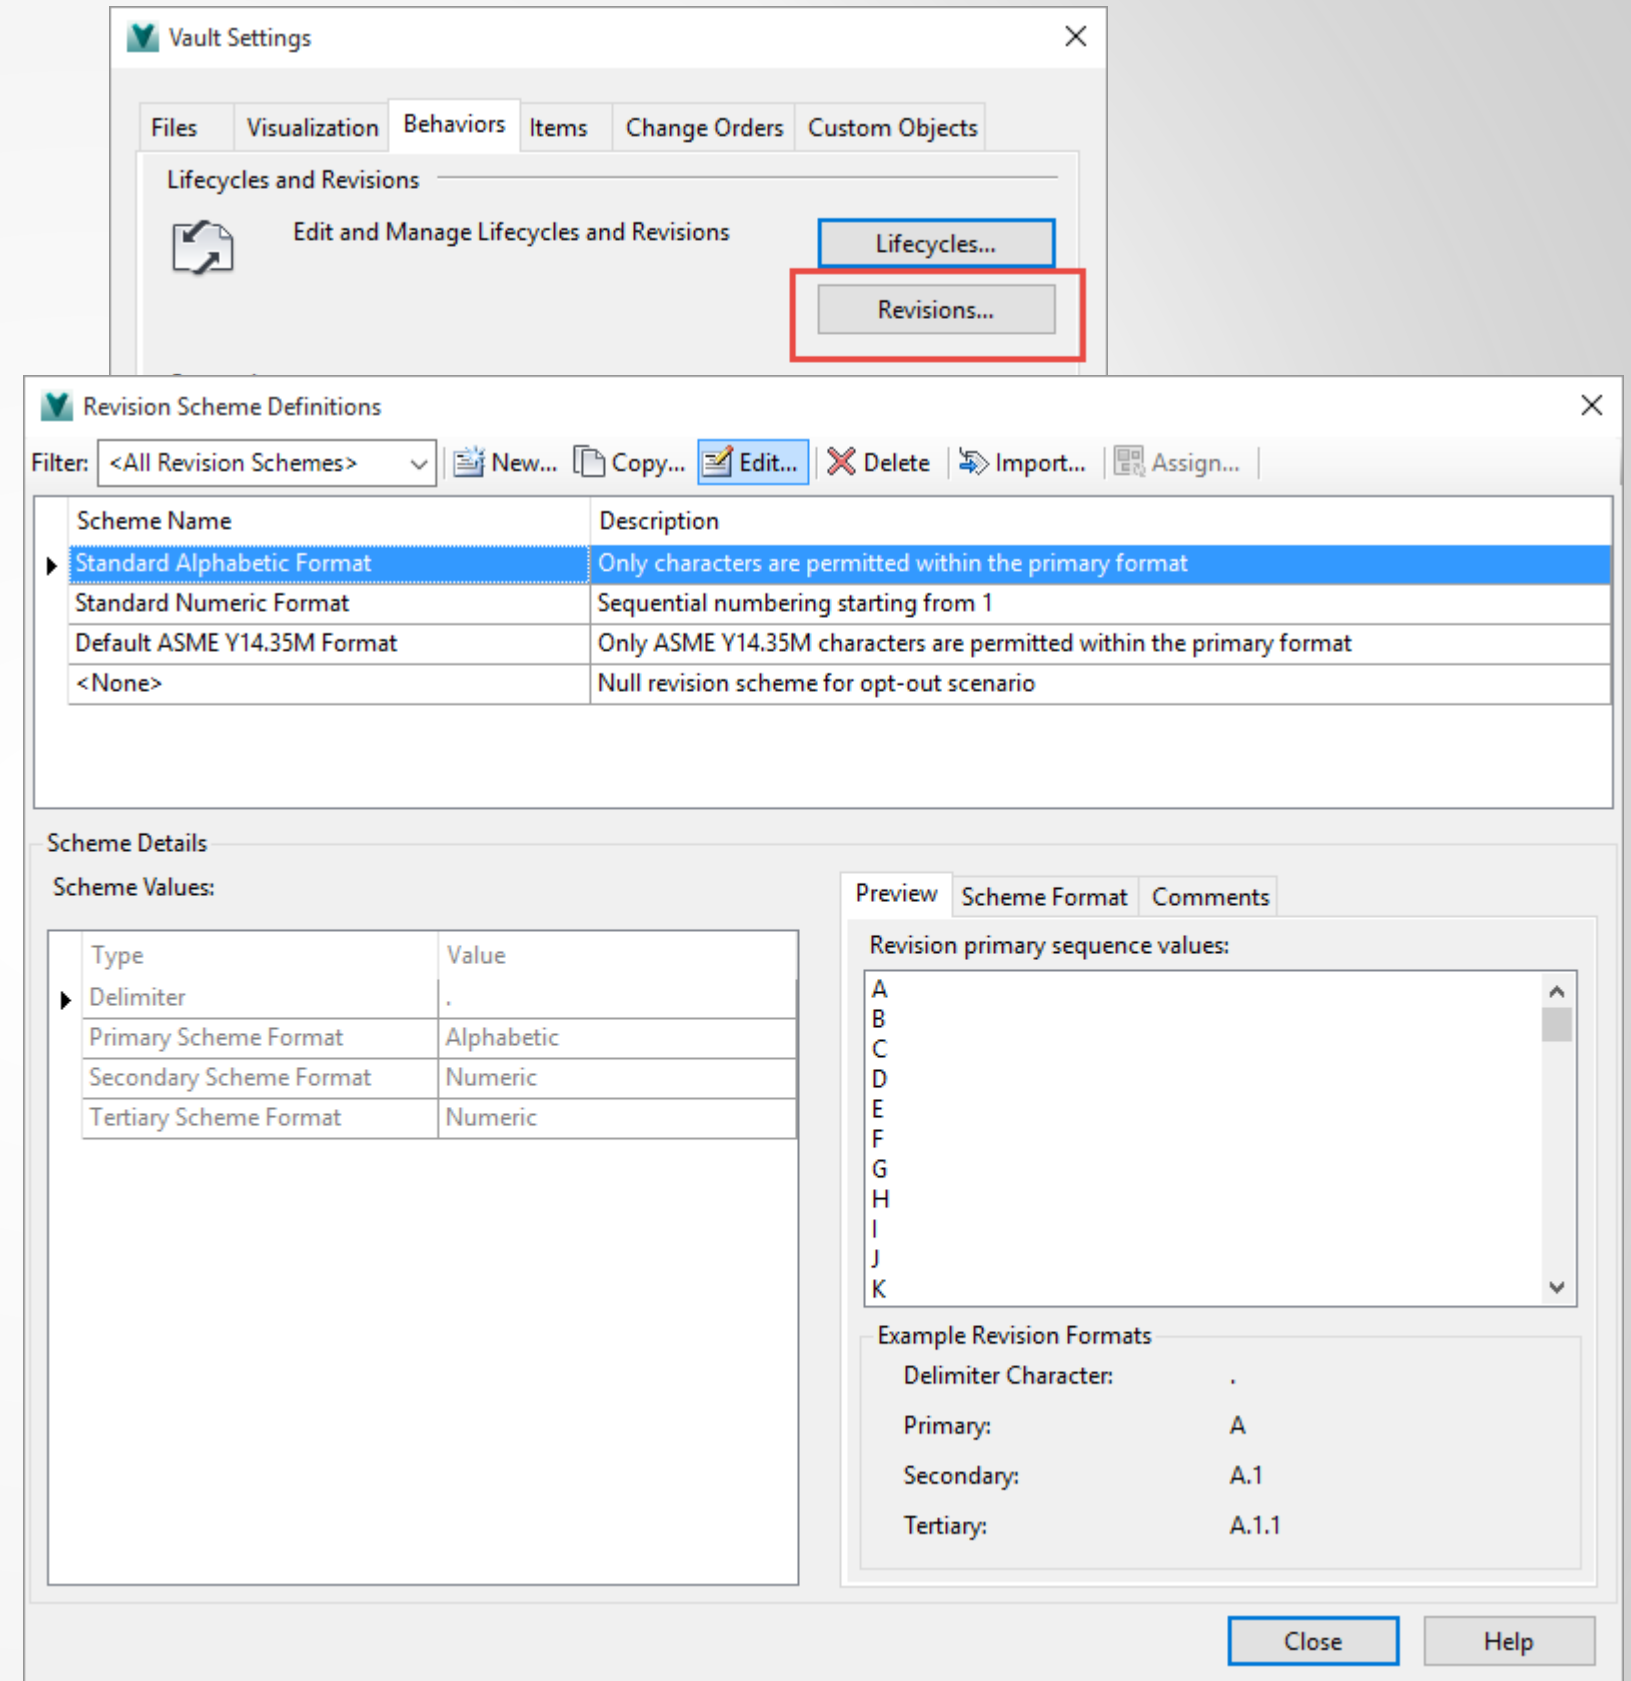 Vault Settings
Files Visualization Behaviors Items Change Orders Custom Objects
Lifecycles and Revisions
Edit and Manage Lifecycles and Revisions
Lifecycles...
Revisions...
Revision Scheme Definitions
Filter: <All Revision Schemes> New... Copy... Edit... Delete Import... Assign...
Scheme Name Description
Standard Alphabetic Format Only characters are permitted within the primary format
Standard Numeric Format Sequential numbering starting from 1
Default ASME Y14.35M Format Only ASME Y14.35M characters are permitted within the primary format
<None> Null revision scheme for opt-out scenario
Scheme Details
Scheme Values:
Type Value
Delimiter .
Primary Scheme Format Alphabetic
Secondary Scheme Format Numeric
Tertiary Scheme Format Numeric
Preview Scheme Format Comments
Revision primary sequence values:
A
B
C
D
E
F
G
H
I
J
K
Example Revision Formats
Delimiter Character: .
Primary: A
Secondary: A.1
Tertiary: A.1.1
Close Help